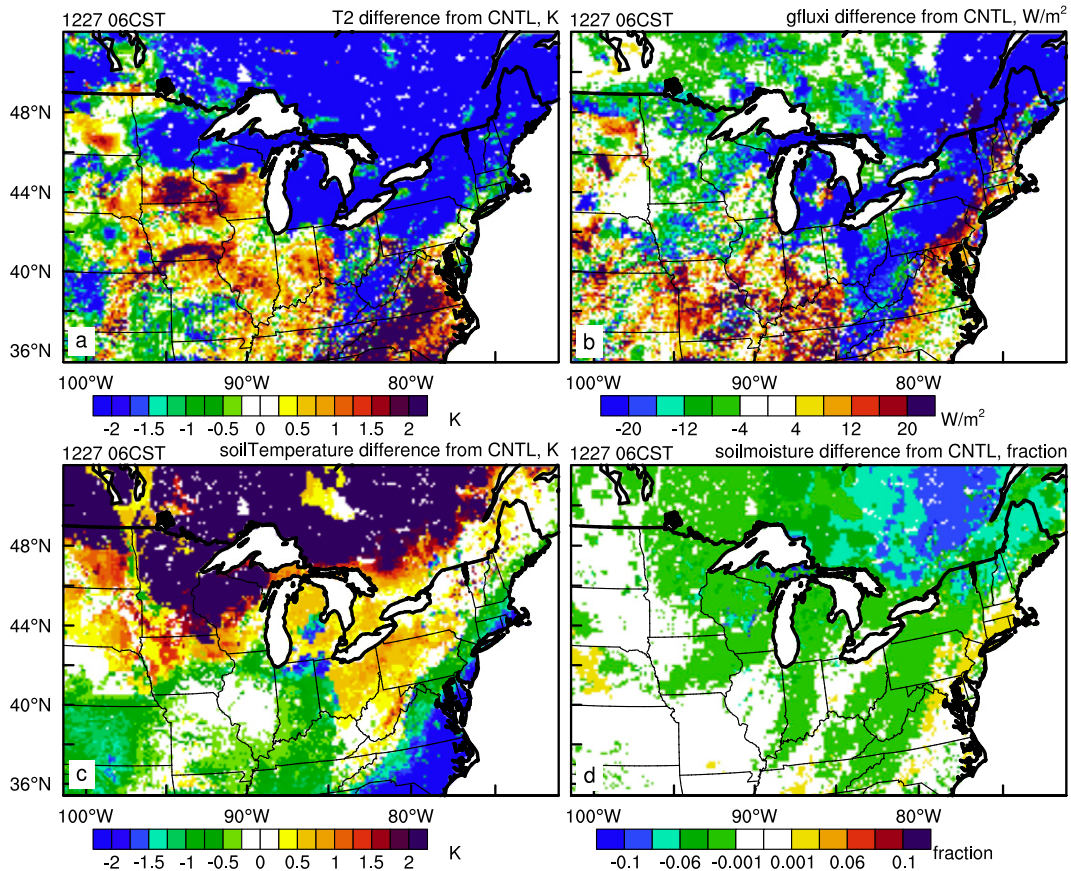 1227 06CST T2 difference from CNTL, K
1227 06CST gfluxi difference from CNTL, W/m²
48°N
44°N
40°N
36°N
a
b
100°W 90°W 80°W
100°W 90°W 80°W
-2 -1.5 -1 -0.5 0 0.5 1 1.5 2 K
-20 -12 -4 4 12 20 W/m²
1227 06CST soilTemperature difference from CNTL, K
1227 06CST soilmoisture difference from CNTL, fraction
48°N
44°N
40°N
36°N
c
d
100°W 90°W 80°W
100°W 90°W 80°W
-2 -1.5 -1 -0.5 0 0.5 1 1.5 2 K
-0.1 -0.06 -0.001 0.001 0.06 0.1 fraction